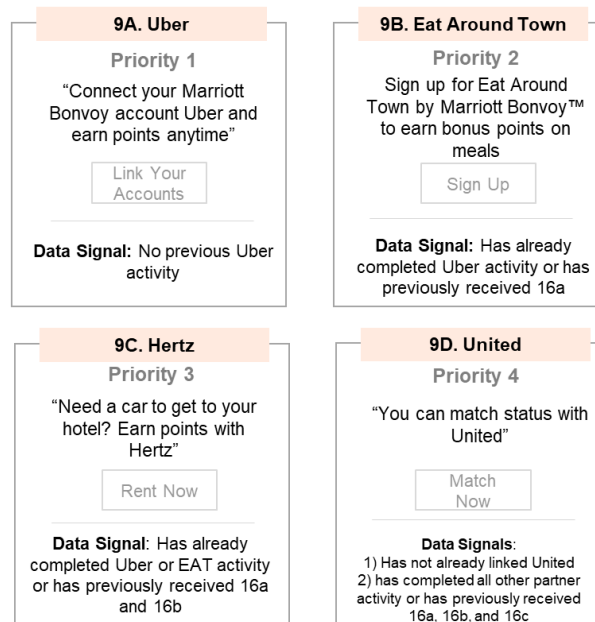 9A. Uber
Priority 1
“Connect your Marriott
Bonvoy account Uber and
earn points anytime”
Link Your
Accounts
Data Signal: No previous Uber
activity
9B. Eat Around Town
Priority 2
Sign up for Eat Around
Town by Marriott Bonvoy™
to earn bonus points on
meals
Sign Up
Data Signal: Has already
completed Uber activity or has
previously received 16a
9C. Hertz
Priority 3
“Need a car to get to your
hotel? Earn points with
Hertz”
Rent Now
Data Signal: Has already
completed Uber or EAT activity
or has previously received 16a
and 16b
9D. United
Priority 4
“You can match status with
United”
Match
Now
Data Signals:
1) Has not already linked United
2) has completed all other partner
activity or has previously received
16a, 16b, and 16c